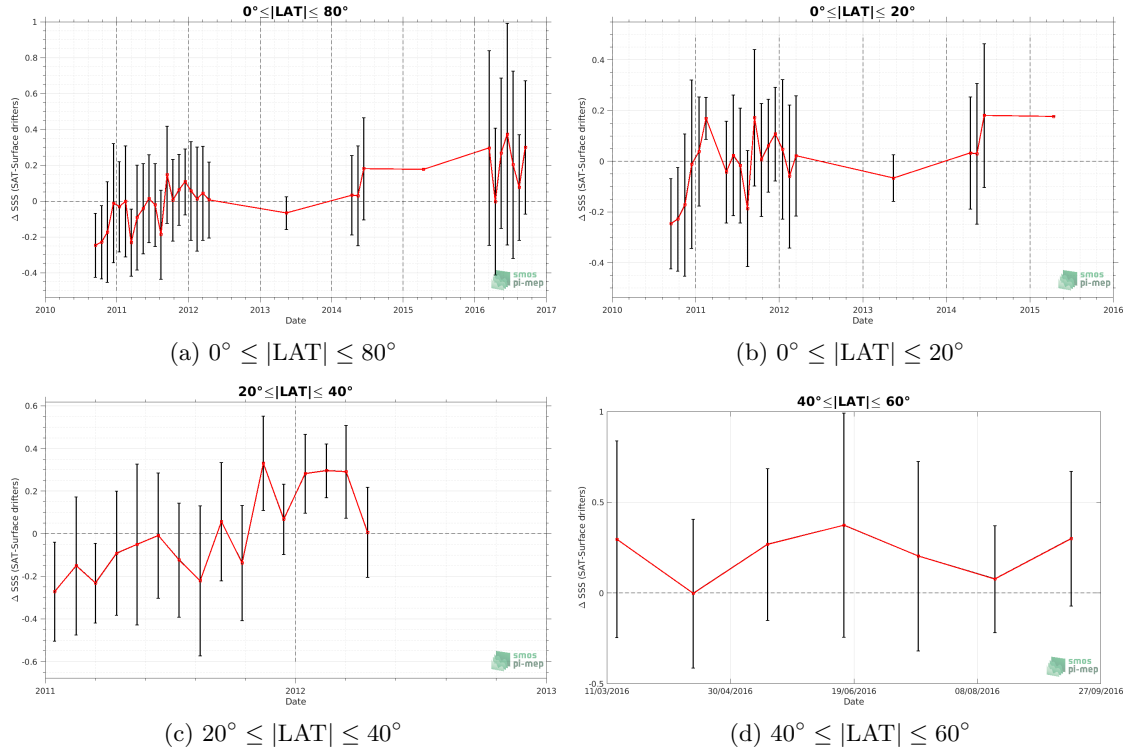 0°≤|LAT|≤ 80°
Δ SSS (SAT-Surface drifters)
1
0.8
0.6
0.4
0.2
0
-0.2
-0.4
2010 2011 2012 2013 2014 2015 2016 2017
Date
smos
pi-mep
(a) 0° ≤ |LAT| ≤ 80°
0°≤|LAT|≤ 20°
Δ SSS (SAT-Surface drifters)
0.4
0.2
0
-0.2
-0.4
2010 2011 2012 2013 2014 2015 2016
Date
smos
pi-mep
(b) 0° ≤ |LAT| ≤ 20°
20°≤|LAT|≤ 40°
Δ SSS (SAT-Surface drifters)
0.6
0.4
0.2
0
-0.2
-0.4
-0.6
2011 2012 2013
Date
smos
pi-mep
(c) 20° ≤ |LAT| ≤ 40°
40°≤|LAT|≤ 60°
Δ SSS (SAT-Surface drifters)
1
0.5
0
-0.5
11/03/2016 30/04/2016 19/06/2016 08/08/2016 27/09/2016
Date
smos
pi-mep
(d) 40° ≤ |LAT| ≤ 60°